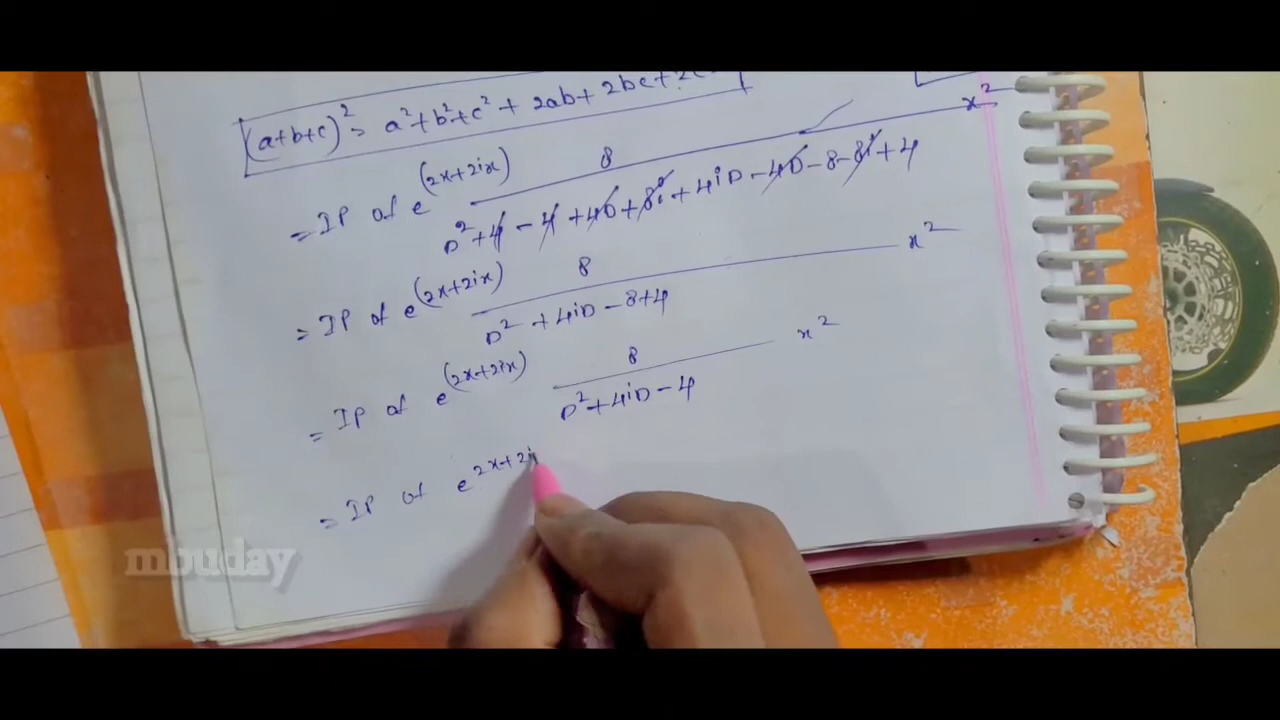 (a+b+c)² = a²+b²+c² + 2ab + 2bc + 2c
= IP of e^(2x+2ix) 8 / D²+4-4+4D+8i+4iD-4D-8-8i+4 x²
= IP of e^(2x+2ix) 8 / D²+4iD-8+4 x²
= IP of e^(2x+2ix) 8 / D²+4iD-4 x²
= IP of e^2x+2i
mbuday